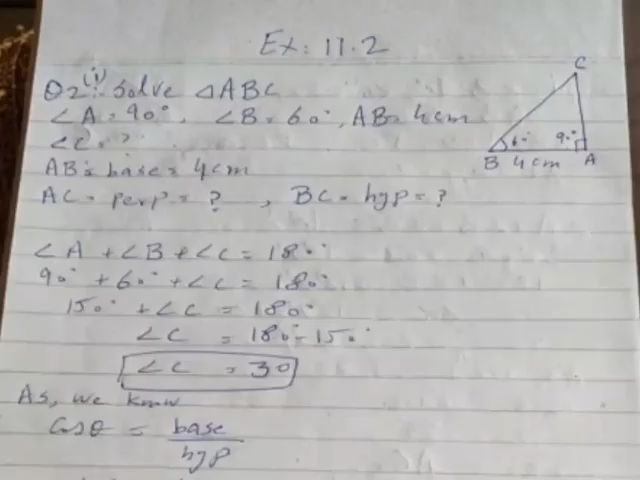 Ex: 11.2
Q2:(i) Solve △ABC
∠A = 90°, ∠B = 60°, AB = 4cm
∠C = ?
AB = base = 4cm
AC = perp = ?, BC = hyp = ?
C
60° 90°
B 4cm A
∠A + ∠B + ∠C = 180°
90° + 60° + ∠C = 180°
150° + ∠C = 180°
∠C = 180° - 150°
∠C = 30
As, we know
Cosθ = base
hyp